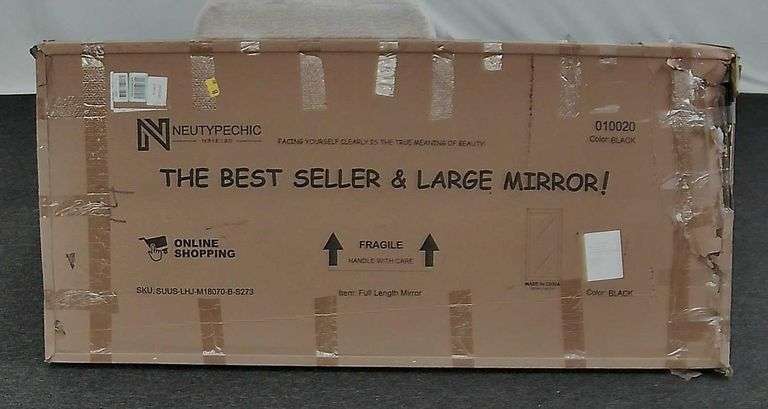 NEUTYPECHIC
FACING YOURSELF CLEARLY IS THE TRUE MEANING OF BEAUTY!
010020
Color: BLACK
THE BEST SELLER & LARGE MIRROR!
ONLINE
SHOPPING
FRAGILE
HANDLE WITH CARE
SKU: SUUS-LHJ-M18070-B-S273
Item: Full Length Mirror
MADE IN CHINA
Color: BLACK